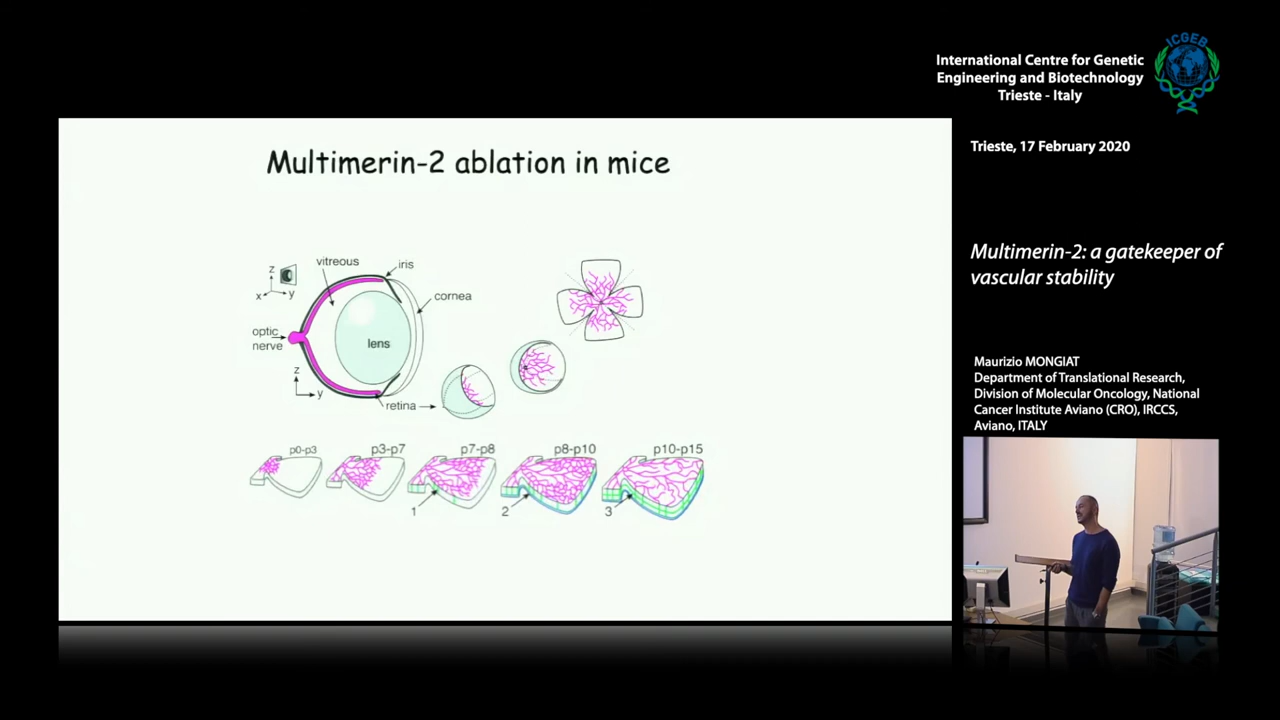 International Centre for Genetic
Engineering and Biotechnology
Trieste - Italy
ICGEB
Trieste, 17 February 2020
Multimerin-2: a gatekeeper of
vascular stability
Maurizio MONGIAT
Department of Translational Research,
Division of Molecular Oncology, National
Cancer Institute Aviano (CRO), IRCCS,
Aviano, ITALY
Multimerin-2 ablation in mice
z
x
y
vitreous
iris
cornea
optic
nerve
lens
z
y
retina
p0-p3
p3-p7
p7-p8
p8-p10
p10-p15
1
2
3